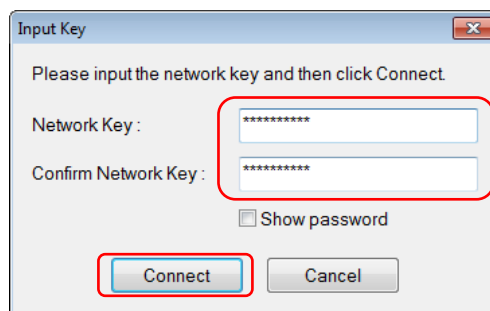 Input Key
Please input the network key and then click Connect.
Network Key : **********
Confirm Network Key : **********
Show password
Connect Cancel